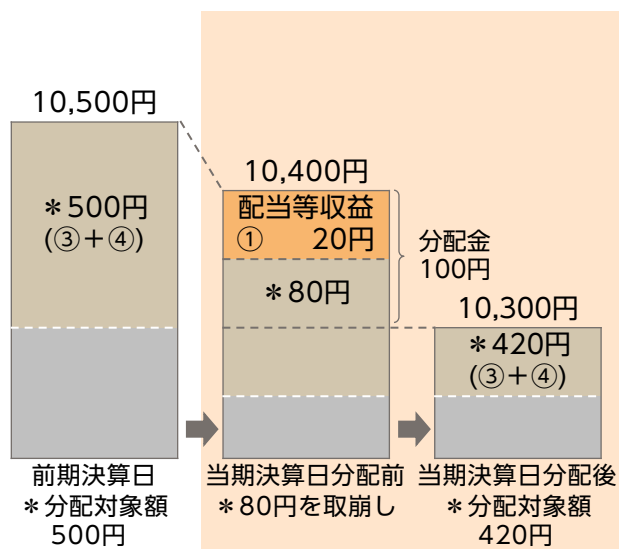 10,500円
＊500円
(③＋④)
前期決算日
＊分配対象額
500円
10,400円
配当等収益
① 20円
＊80円
分配金
100円
当期決算日分配前
＊80円を取崩し
10,300円
＊420円
(③＋④)
当期決算日分配後
＊分配対象額
420円